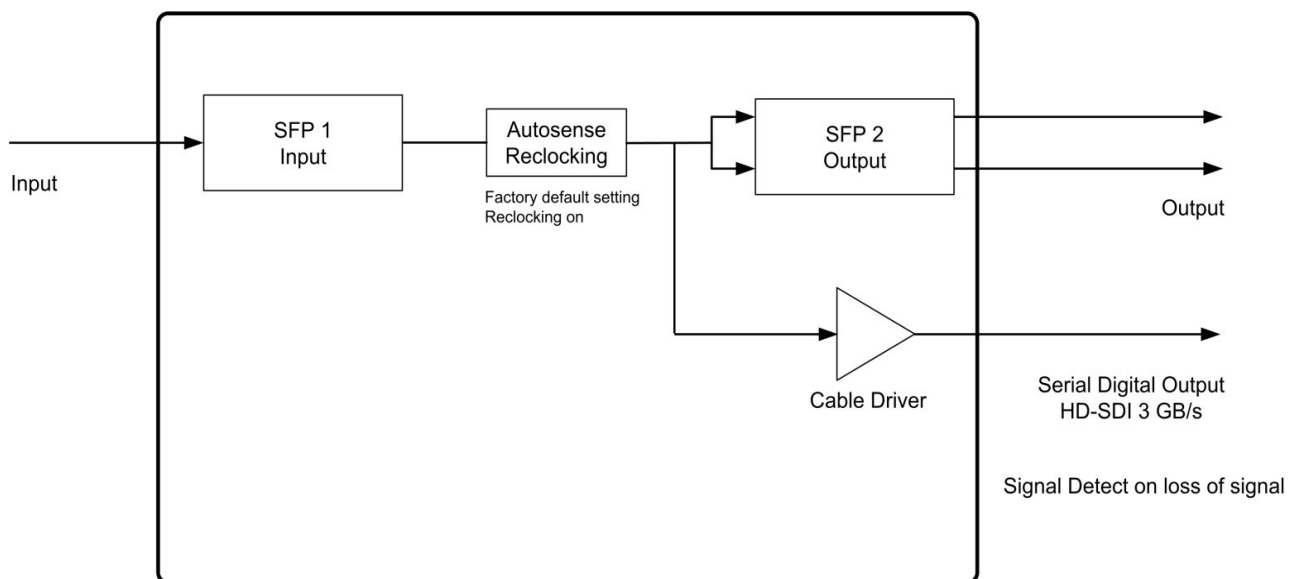 SFP 1
Input
Autosense
Reclocking
SFP 2
Output
Input
Factory default setting
Reclocking on
Output
Cable Driver
Serial Digital Output
HD-SDI 3 GB/s
Signal Detect on loss of signal